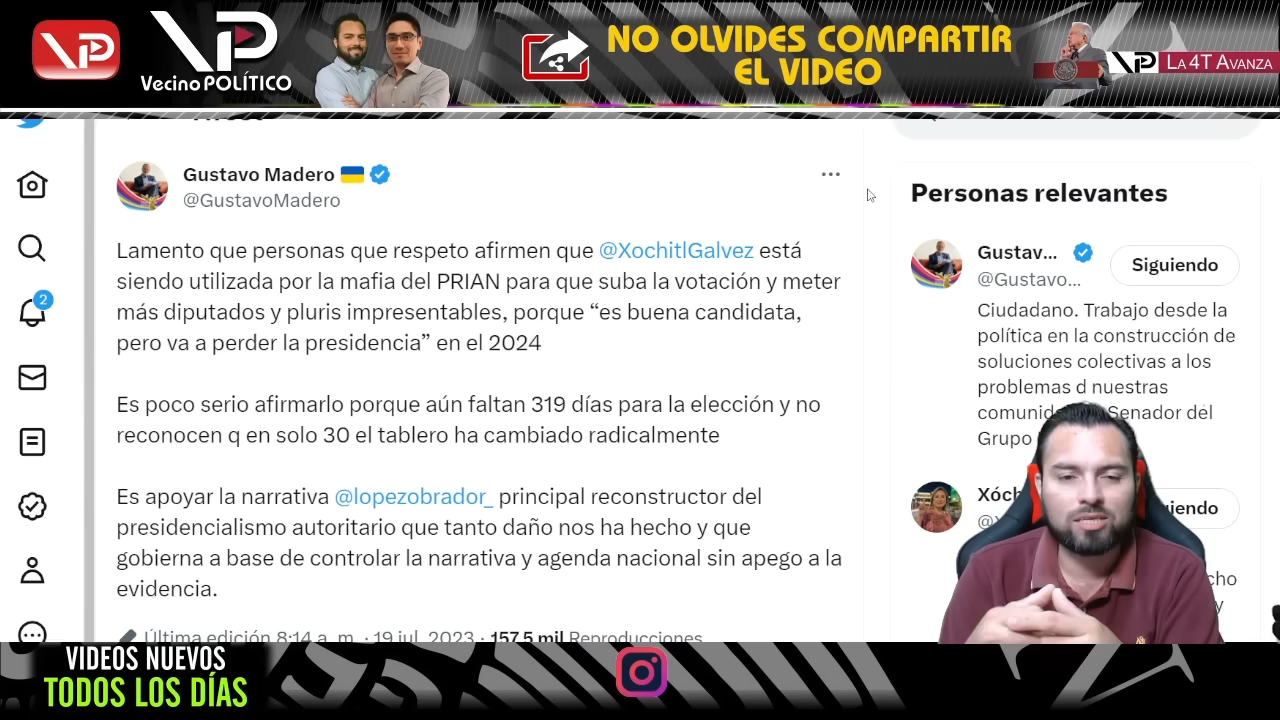 VP
VP
Vecino POLÍTICO
NO OLVIDES COMPARTIR
EL VIDEO
VP LA 4T AVANZA
Gustavo Madero
@GustavoMadero
Lamento que personas que respeto afirmen que @XochitlGalvez está
siendo utilizada por la mafia del PRIAN para que suba la votación y meter
más diputados y pluris impresentables, porque “es buena candidata,
pero va a perder la presidencia” en el 2024
Es poco serio afirmarlo porque aún faltan 319 días para la elección y no
reconocen q en solo 30 el tablero ha cambiado radicalmente
Es apoyar la narrativa @lopezobrador_ principal reconstructor del
presidencialismo autoritario que tanto daño nos ha hecho y que
gobierna a base de controlar la narrativa y agenda nacional sin apego a la
evidencia.
Última edición 8:14 a. m. · 19 jul. 2023 · 157,5 mil Reproducciones
2
Personas relevantes
Gustav...
@Gustavo...
Siguiendo
Ciudadano. Trabajo desde la
política en la construcción de
soluciones colectivas a los
problemas d nuestras
Senador del
Grupo
VIDEOS NUEVOS
TODOS LOS DÍAS